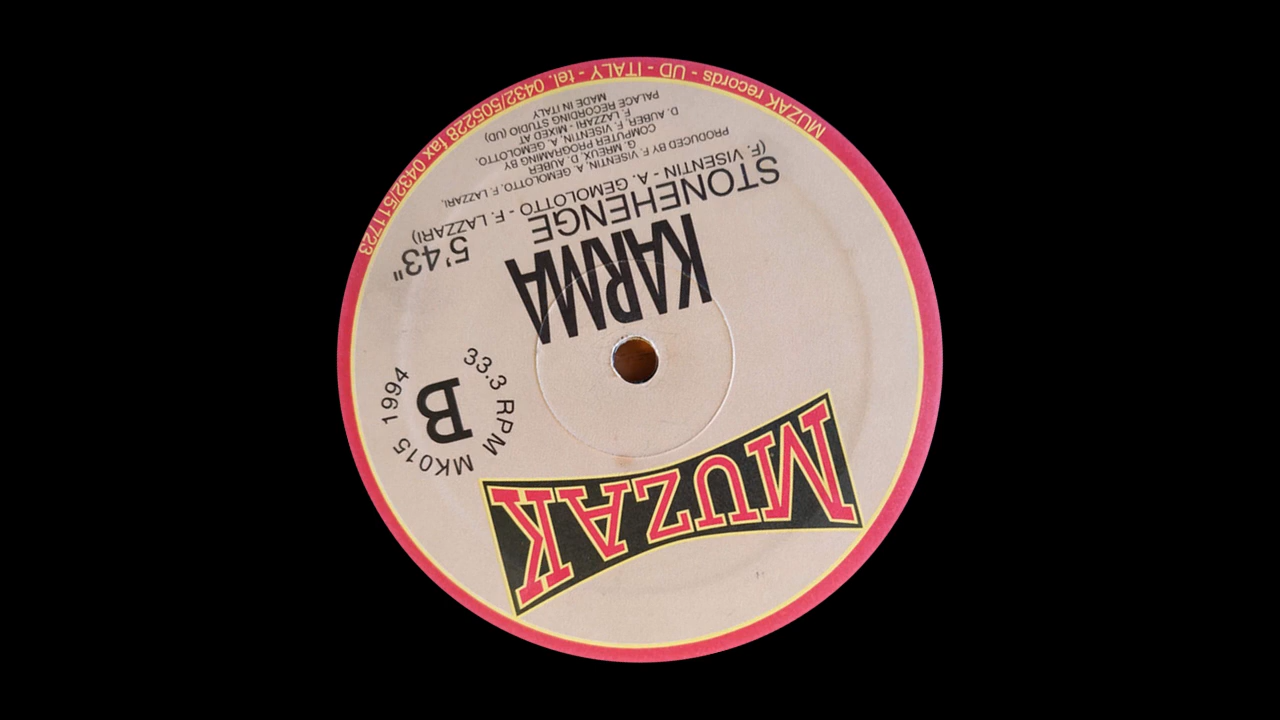 MUZAK
33.3 RPM
B
MK015 1994
KARMA
STONEHENGE
5'43"
(F. VISENTIN - A. GEMOLOTTO - F. LAZZARI)
PRODUCED BY F. VISENTIN, A. GEMOLOTTO, F. LAZZARI,
G. MREUX, D. AUBER
COMPUTER PROGRAMING BY
D. AUBER, F. VISENTIN, A. GEMOLOTTO,
F. LAZZARI - MIXED AT
PALACE RECORDING STUDIO (UD)
MADE IN ITALY
MUZAK records - UD - ITALY - tel. 0432/505228 fax 0432/511723